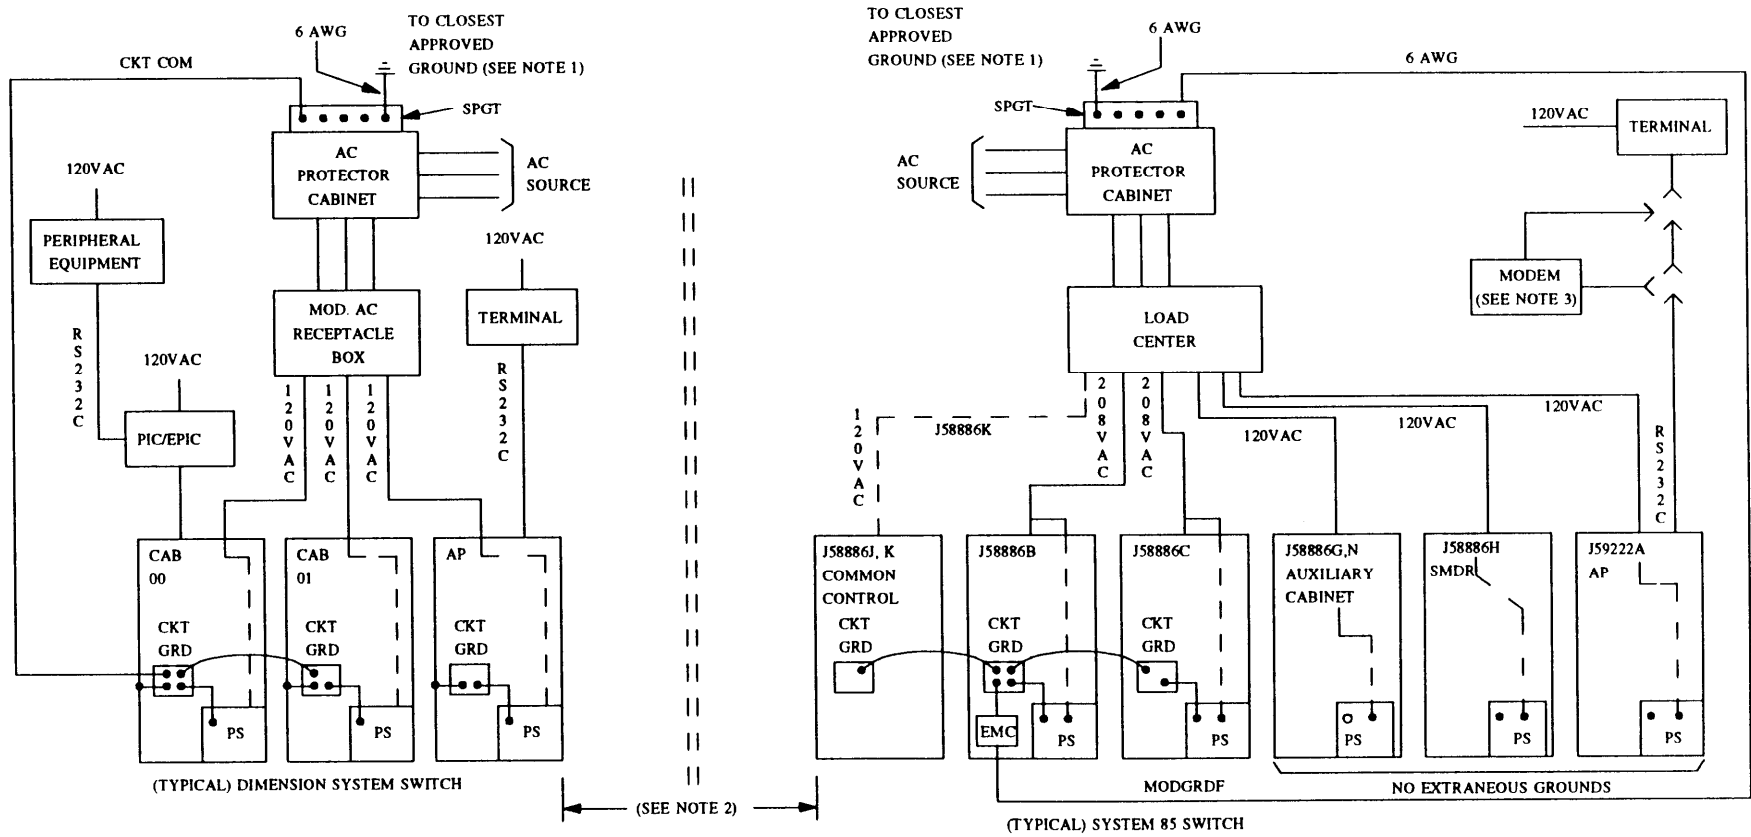 TO CLOSEST
APPROVED
GROUND (SEE NOTE 1)
6 AWG
CKT COM
SPGT
AC
PROTECTOR
CABINET
AC
SOURCE
120VAC
PERIPHERAL
EQUIPMENT
120VAC
MOD. AC
RECEPTACLE
BOX
TERMINAL
RS232C
120VAC
PIC/EPIC
120VAC
120VAC
120VAC
RS232C
CAB
00
CAB
01
AP
CKT
GRD
CKT
GRD
CKT
GRD
PS
PS
PS
(TYPICAL) DIMENSION SYSTEM SWITCH
(SEE NOTE 2)
TO CLOSEST
APPROVED
GROUND (SEE NOTE 1)
6 AWG
6 AWG
SPGT
AC
PROTECTOR
CABINET
AC
SOURCE
120VAC
TERMINAL
MODEM
(SEE NOTE 3)
LOAD
CENTER
120VAC
J58886K
208VAC
208VAC
120VAC
120VAC
120VAC
RS232C
J58886J, K
COMMON
CONTROL
CKT
GRD
J58886B
CKT
GRD
EMC
PS
J58886C
CKT
GRD
PS
J58886G,N
AUXILIARY
CABINET
PS
J58886H
SMDR
PS
J59222A
AP
PS
MODGRDF
NO EXTRANEOUS GROUNDS
(TYPICAL) SYSTEM 85 SWITCH